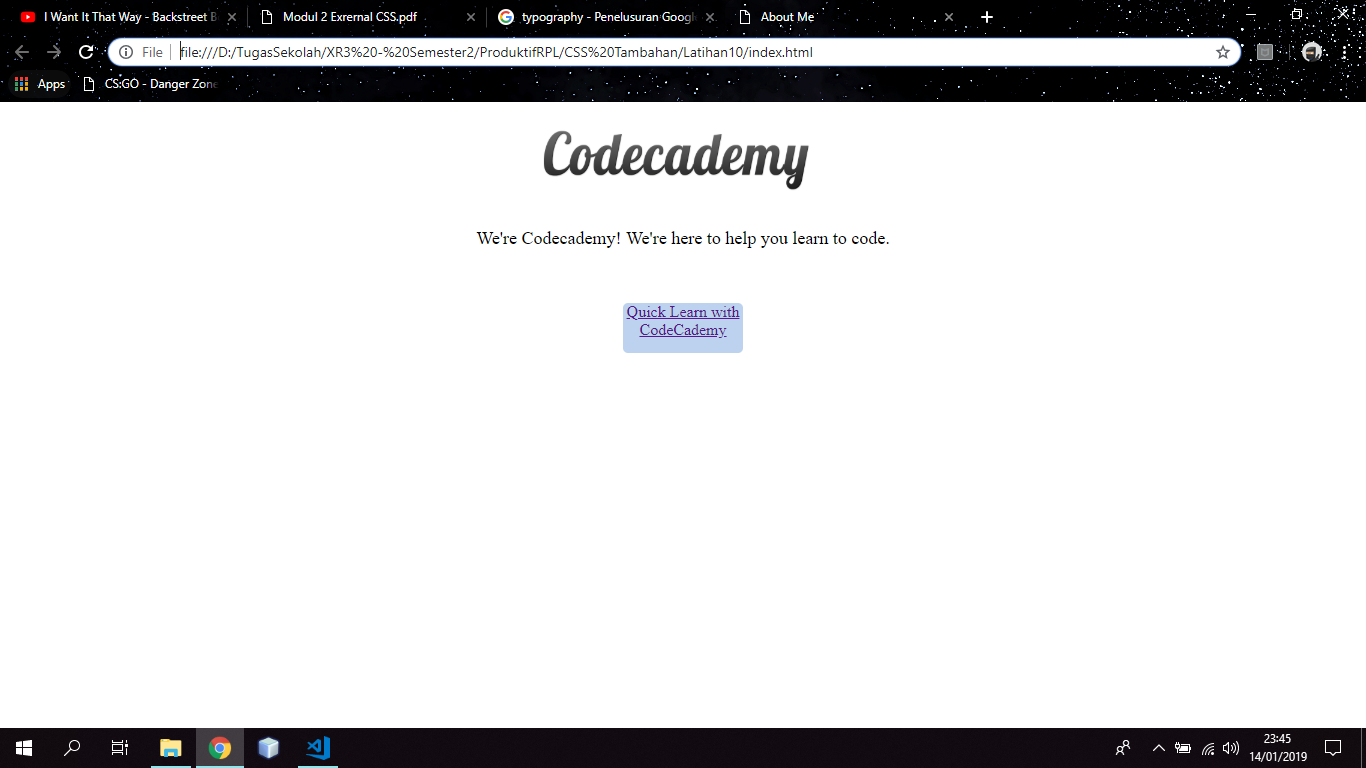 I Want It That Way - Backstreet B
Modul 2 Exrernal CSS.pdf
typography - Penelusuran Google
About Me
File
file:///D:/TugasSekolah/XR3%20-%20Semester2/ProduktifRPL/CSS%20Tambahan/Latihan10/index.html
Apps
CS:GO - Danger Zone
Codecademy
We're Codecademy! We're here to help you learn to code.
Quick Learn with
CodeCademy
23:45
14/01/2019